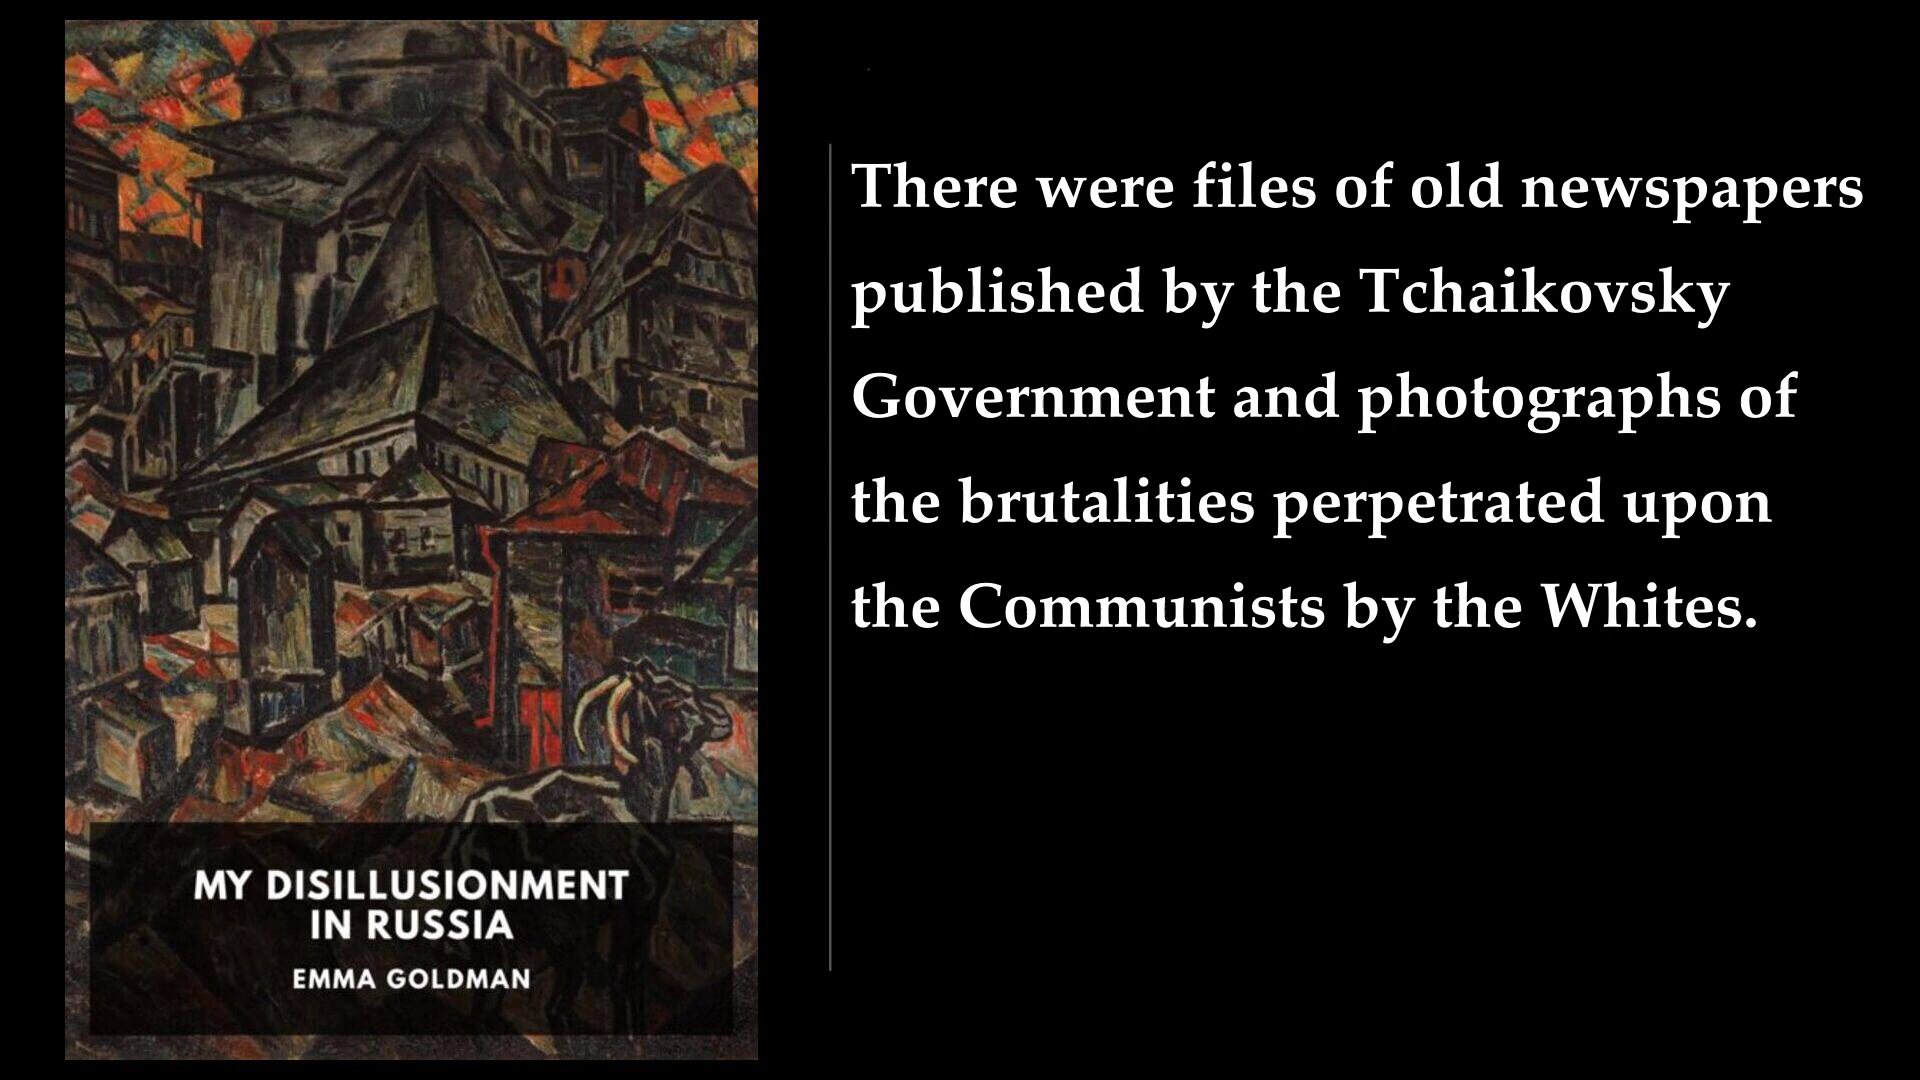 MY DISILLUSIONMENT
IN RUSSIA
EMMA GOLDMAN
There were files of old newspapers
published by the Tchaikovsky
Government and photographs of
the brutalities perpetrated upon
the Communists by the Whites.